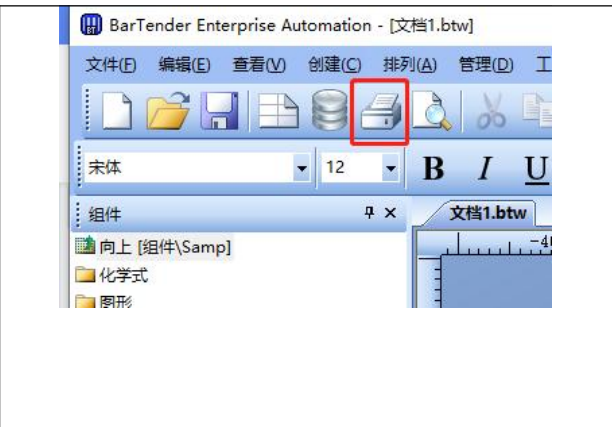 BarTender Enterprise Automation - [文档1.btw]
文件(F) 编辑(E) 查看(V) 创建(C) 排列(A) 管理(D) 工
宋体 12 B I U
组件 文档1.btw
向上 [组件\Samp]
化学式
图形